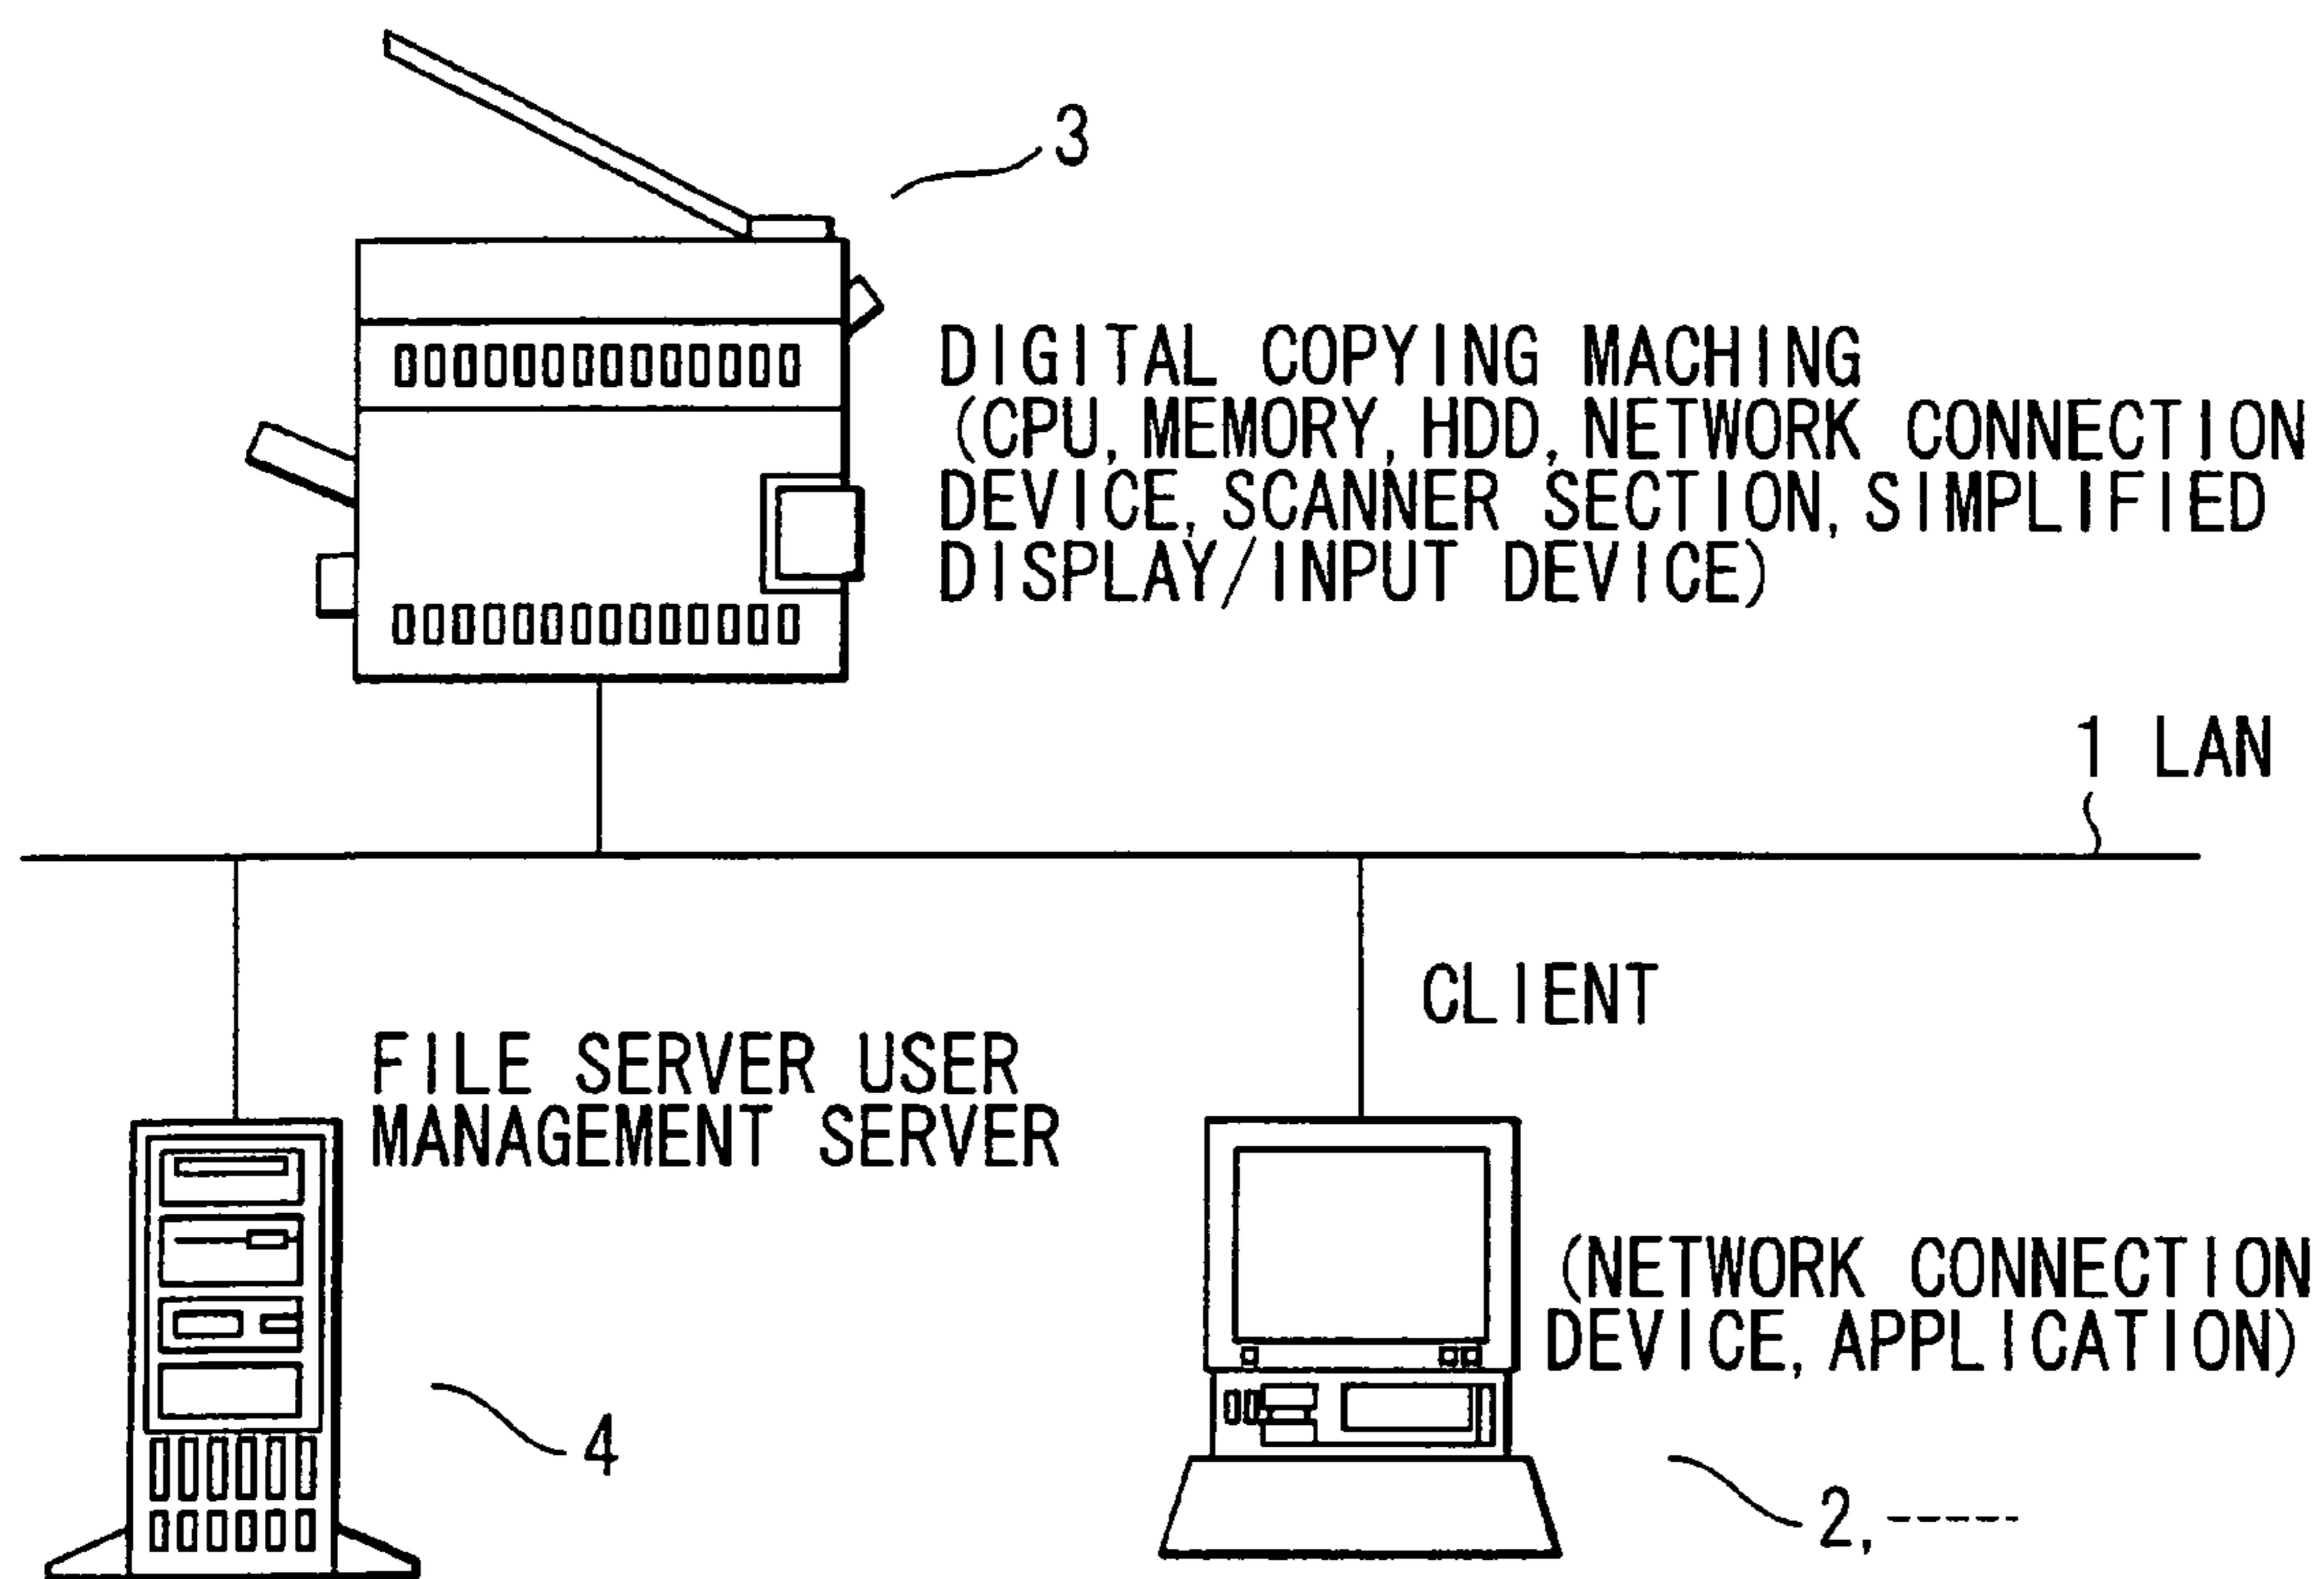 3
DIGITAL COPYING MACHING
(CPU, MEMORY, HDD, NETWORK CONNECTION
DEVICE, SCANNER SECTION, SIMPLIFIED
DISPLAY/INPUT DEVICE)
1 LAN
CLIENT
FILE SERVER USER
MANAGEMENT SERVER
(NETWORK CONNECTION
DEVICE, APPLICATION)
4
2, -----